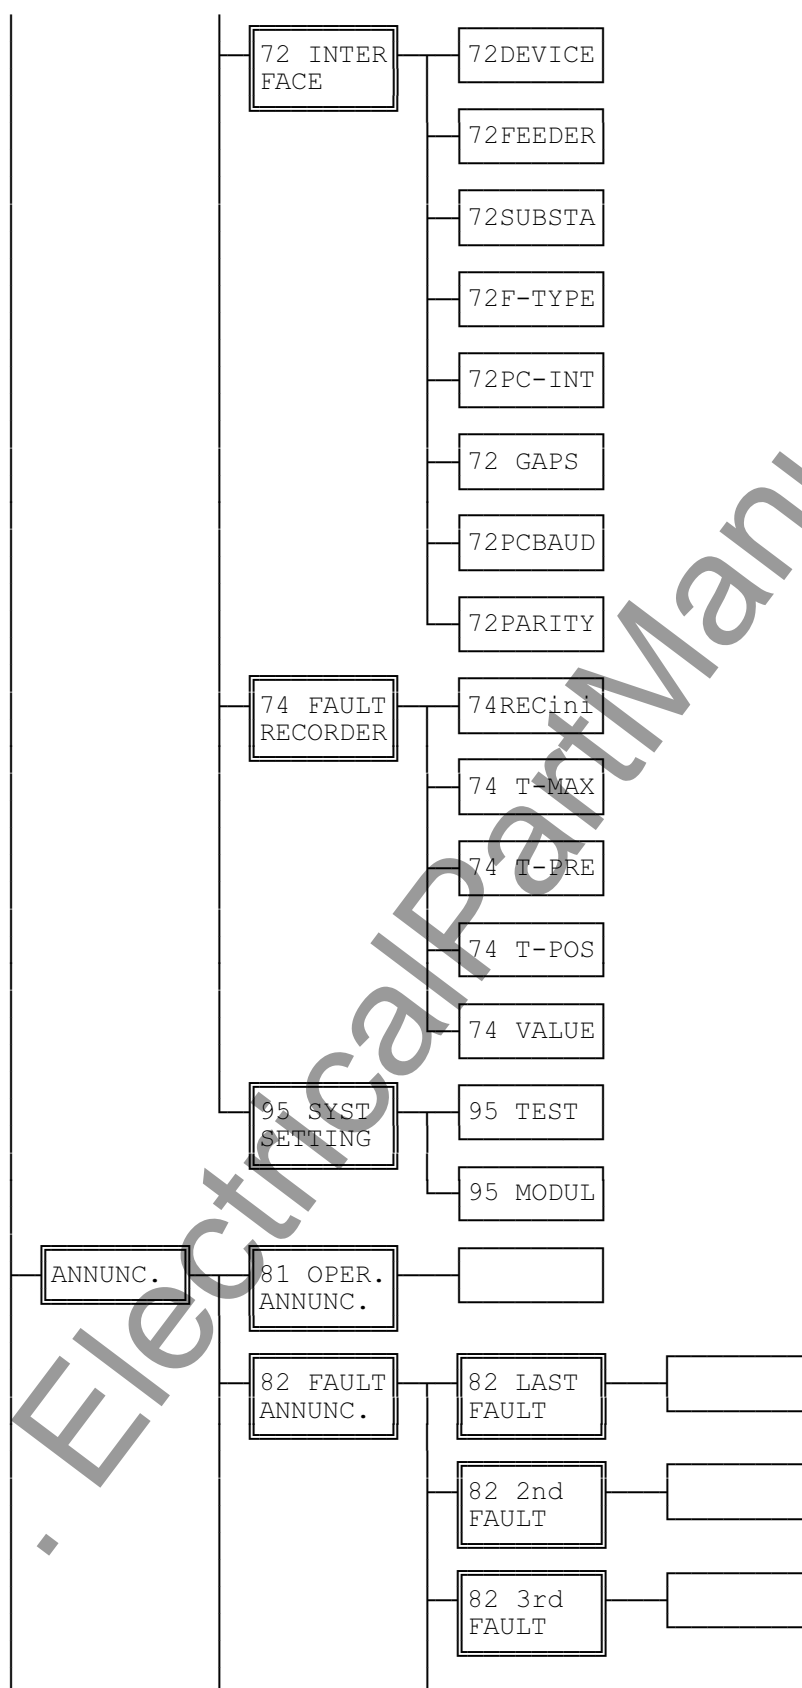 72 INTER
FACE
72DEVICE
72FEEDER
72SUBSTA
72F-TYPE
72PC-INT
72 GAPS
72PCBAUD
72PARITY
74 FAULT
RECORDER
74RECini
74 T-MAX
74 T-PRE
74 T-POS
74 VALUE
95 SYST
SETTING
95 TEST
95 MODUL
ANNUNC.
81 OPER.
ANNUNC.
82 FAULT
ANNUNC.
82 LAST
FAULT
82 2nd
FAULT
82 3rd
FAULT
. ElectricalPartManu